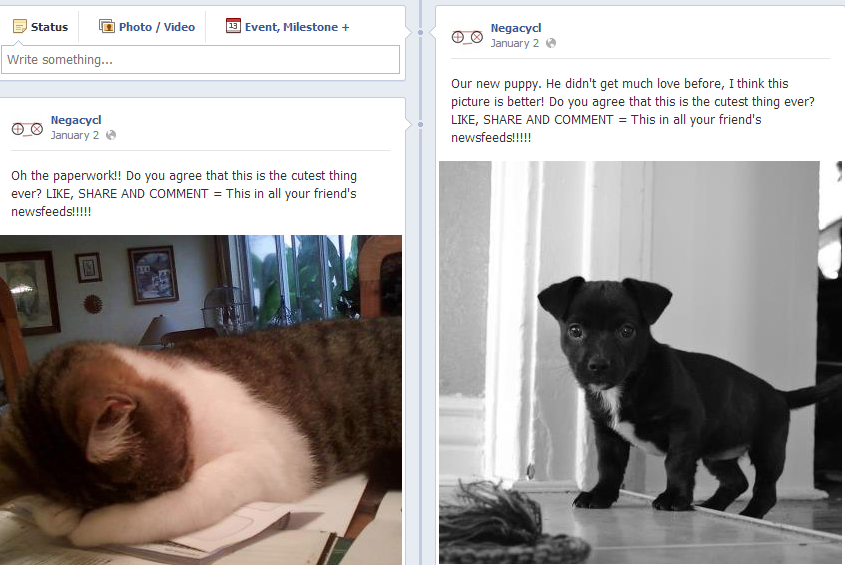 Status
Photo / Video
13
Event, Milestone +
Write something...
Negacycl
January 2
Oh the paperwork!! Do you agree that this is the cutest thing
ever? LIKE, SHARE AND COMMENT = This in all your friend's
newsfeeds!!!!!
Negacycl
January 2
Our new puppy. He didn't get much love before, I think this
picture is better! Do you agree that this is the cutest thing ever?
LIKE, SHARE AND COMMENT = This in all your friend's
newsfeeds!!!!!